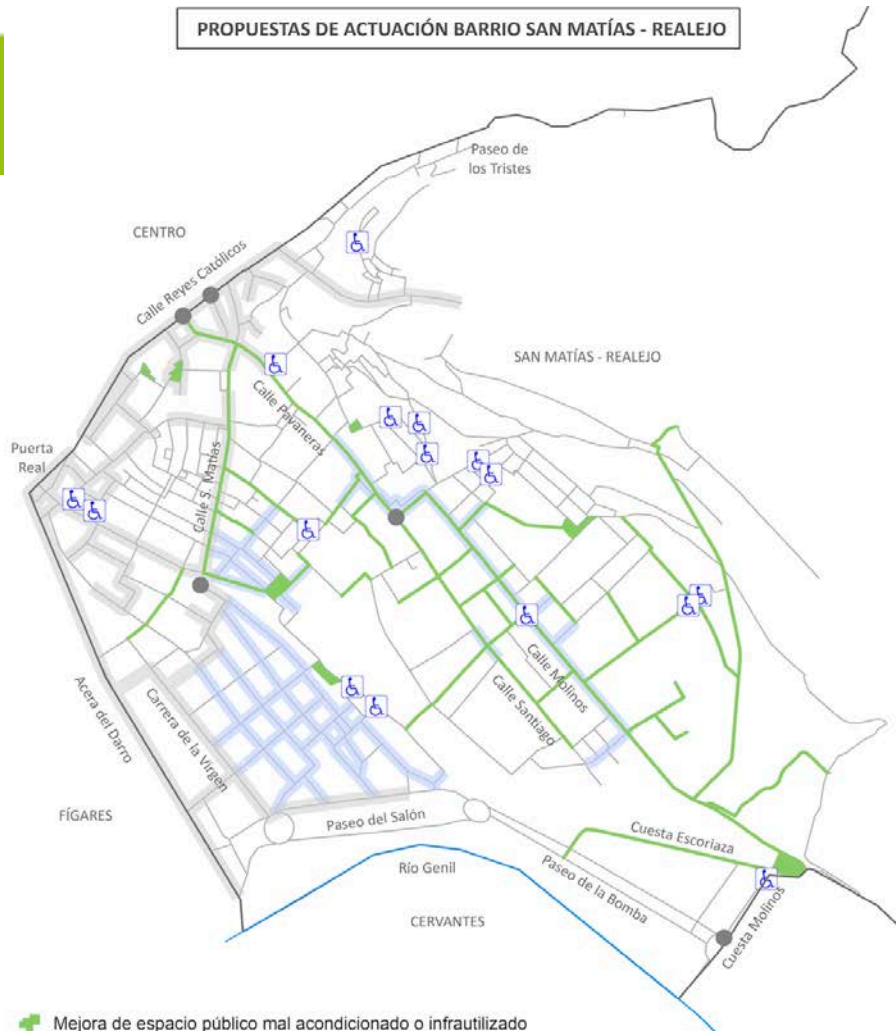 PROPUESTAS DE ACTUACIÓN BARRIO SAN MATÍAS - REALEJO
Paseo de
los Tristes
CENTRO
Calle Reyes Católicos
SAN MATÍAS - REALEJO
Calle Pavaneras
Puerta
Real
Calle S. Matías
Calle Molinos
Calle Santiago
Acera del Darro
Carrera de la Virgen
FÍGARES
Paseo del Salón
Cuesta Escoriaza
Río Genil
Paseo de la Bomba
CERVANTES
Cuesta Molinos
Mejora de espacio público mal acondicionado o infrautilizado